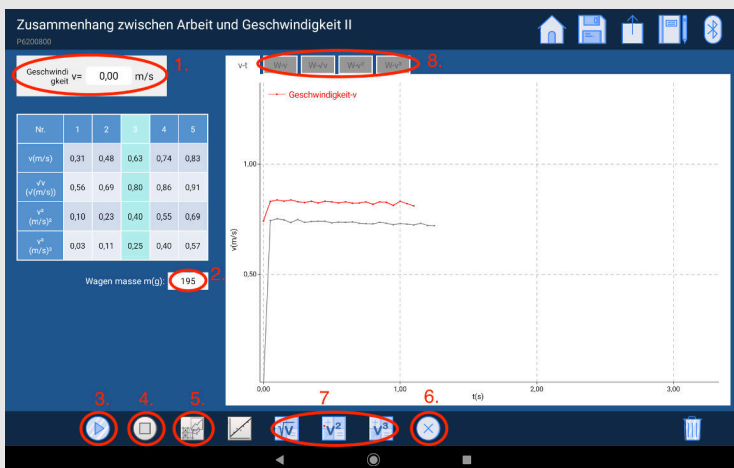 Zusammenhang zwischen Arbeit und Geschwindigkeit II
P6200800
Geschwindi
gkeit v= 0,00 m/s 1.
v-t W-v W-√v W-v² W-v³ 8.
Geschwindigkeit-v
Nr. 1 2 3 4 5
v(m/s) 0,31 0,48 0,63 0,74 0,83
√v
(√(m/s)) 0,56 0,69 0,80 0,86 0,91
v²
(m/s)² 0,10 0,23 0,40 0,55 0,69
v³
(m/s)³ 0,03 0,11 0,25 0,40 0,57
Wagen masse m(g): 195 2.
1,00
v(m/s)
0,50
0,00 1,00 2,00 3,00
t(s)
3. 4. 5. 7 6.
√V V² V³